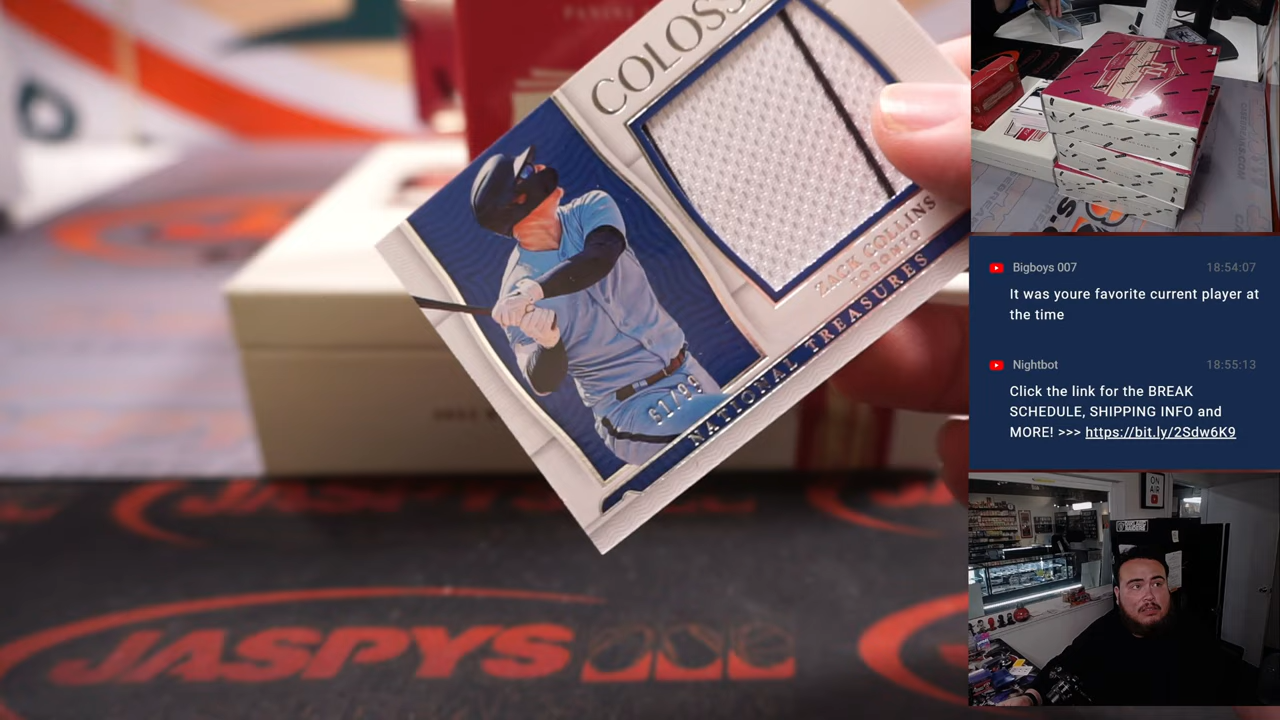 COLOSS
ZACK COLLINS
TORONTO
NATIONAL TREASURES
61/99
JASPYS
Bigboys 007 18:54:07
It was youre favorite current player at
the time
Nightbot 18:55:13
Click the link for the BREAK
SCHEDULE, SHIPPING INFO and
MORE! >>> https://bit.ly/2Sdw6K9
ON
AIR